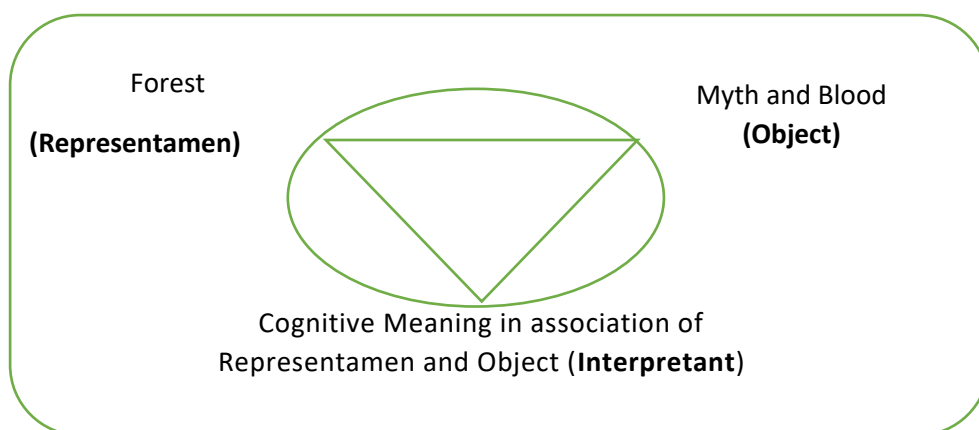 Forest
(Representamen)
Myth and Blood
(Object)
Cognitive Meaning in association of
Representamen and Object (Interpretant)